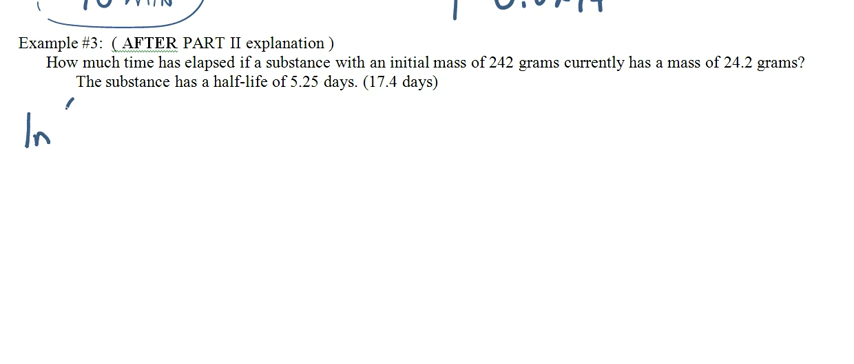 10 MIN
Example #3: ( AFTER PART II explanation )
How much time has elapsed if a substance with an initial mass of 242 grams currently has a mass of 24.2 grams?
The substance has a half-life of 5.25 days. (17.4 days)
ln